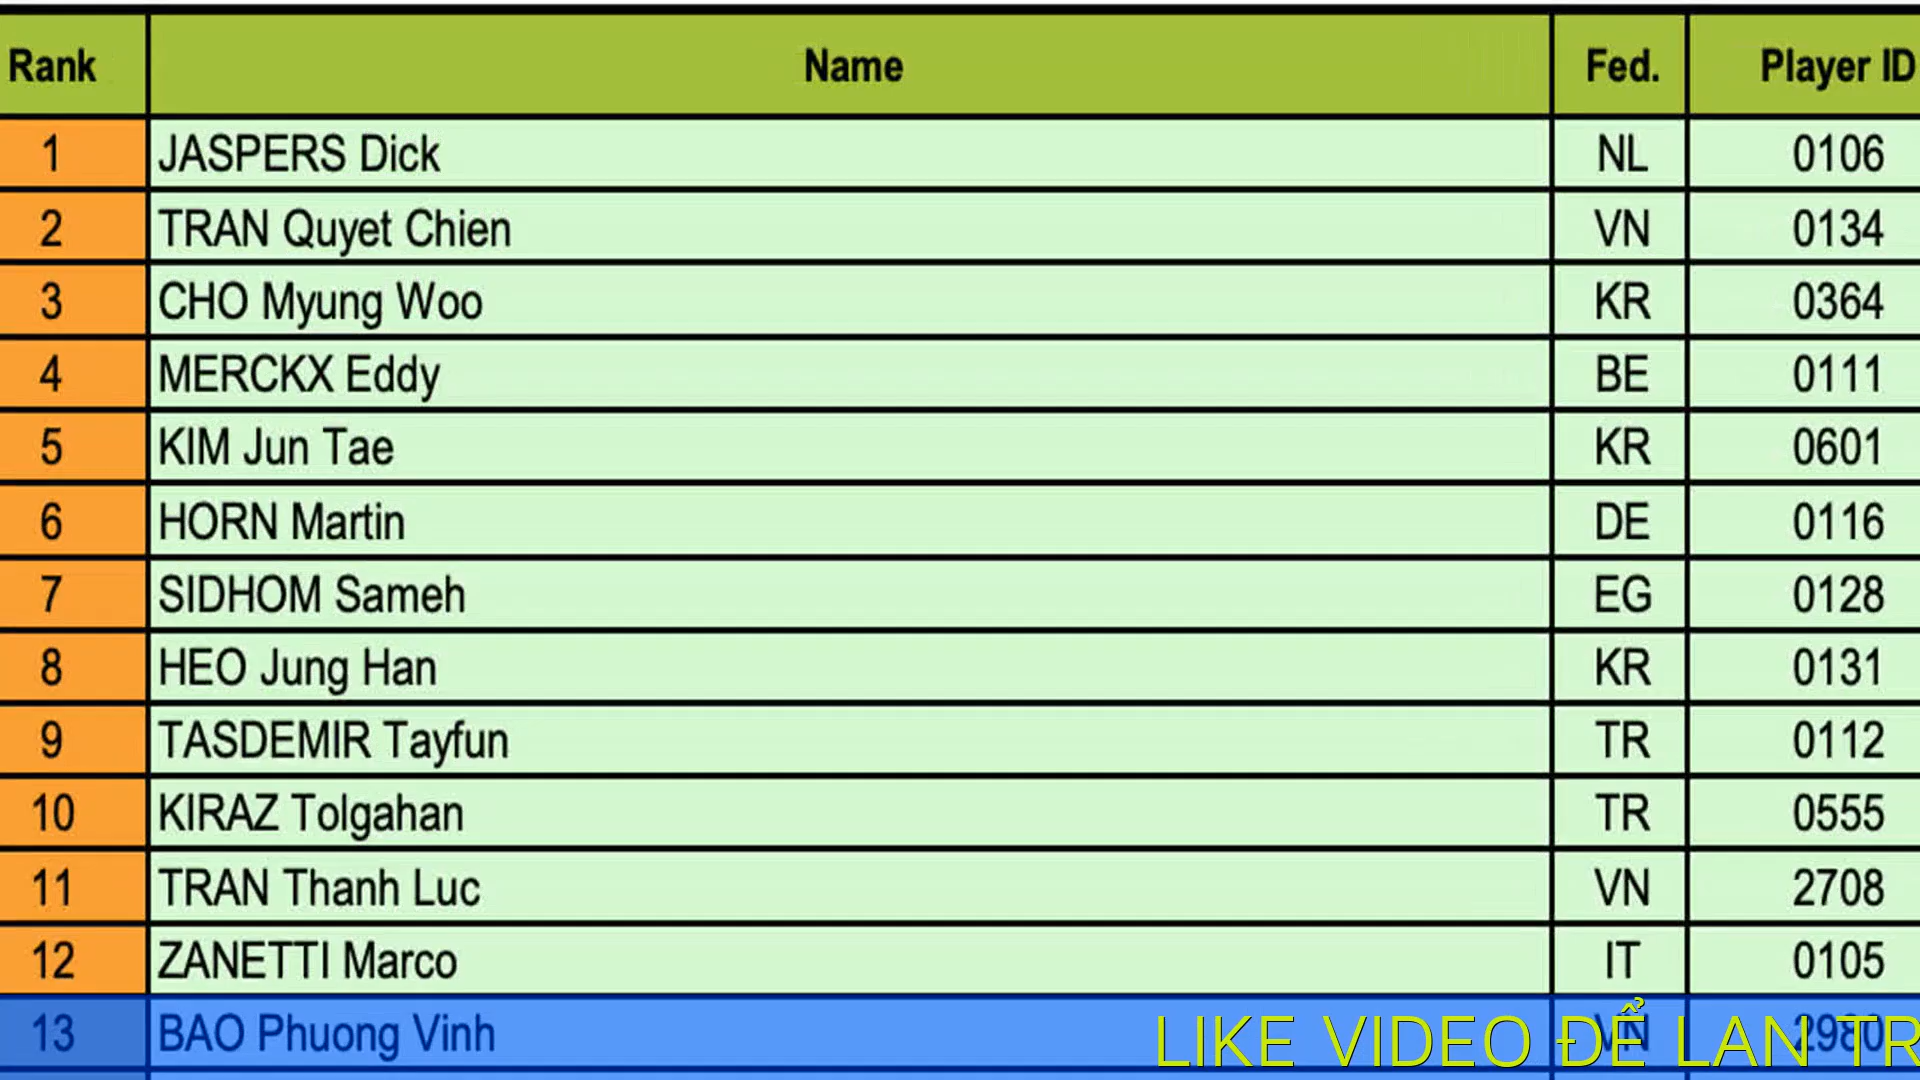 Rank Name Fed. Player ID
1 JASPERS Dick NL 0106
2 TRAN Quyet Chien VN 0134
3 CHO Myung Woo KR 0364
4 MERCKX Eddy BE 0111
5 KIM Jun Tae KR 0601
6 HORN Martin DE 0116
7 SIDHOM Sameh EG 0128
8 HEO Jung Han KR 0131
9 TASDEMIR Tayfun TR 0112
10 KIRAZ Tolgahan TR 0555
11 TRAN Thanh Luc VN 2708
12 ZANETTI Marco IT 0105
13 BAO Phuong Vinh VN 2980
LIKE VIDEO ĐỂ LAN TR